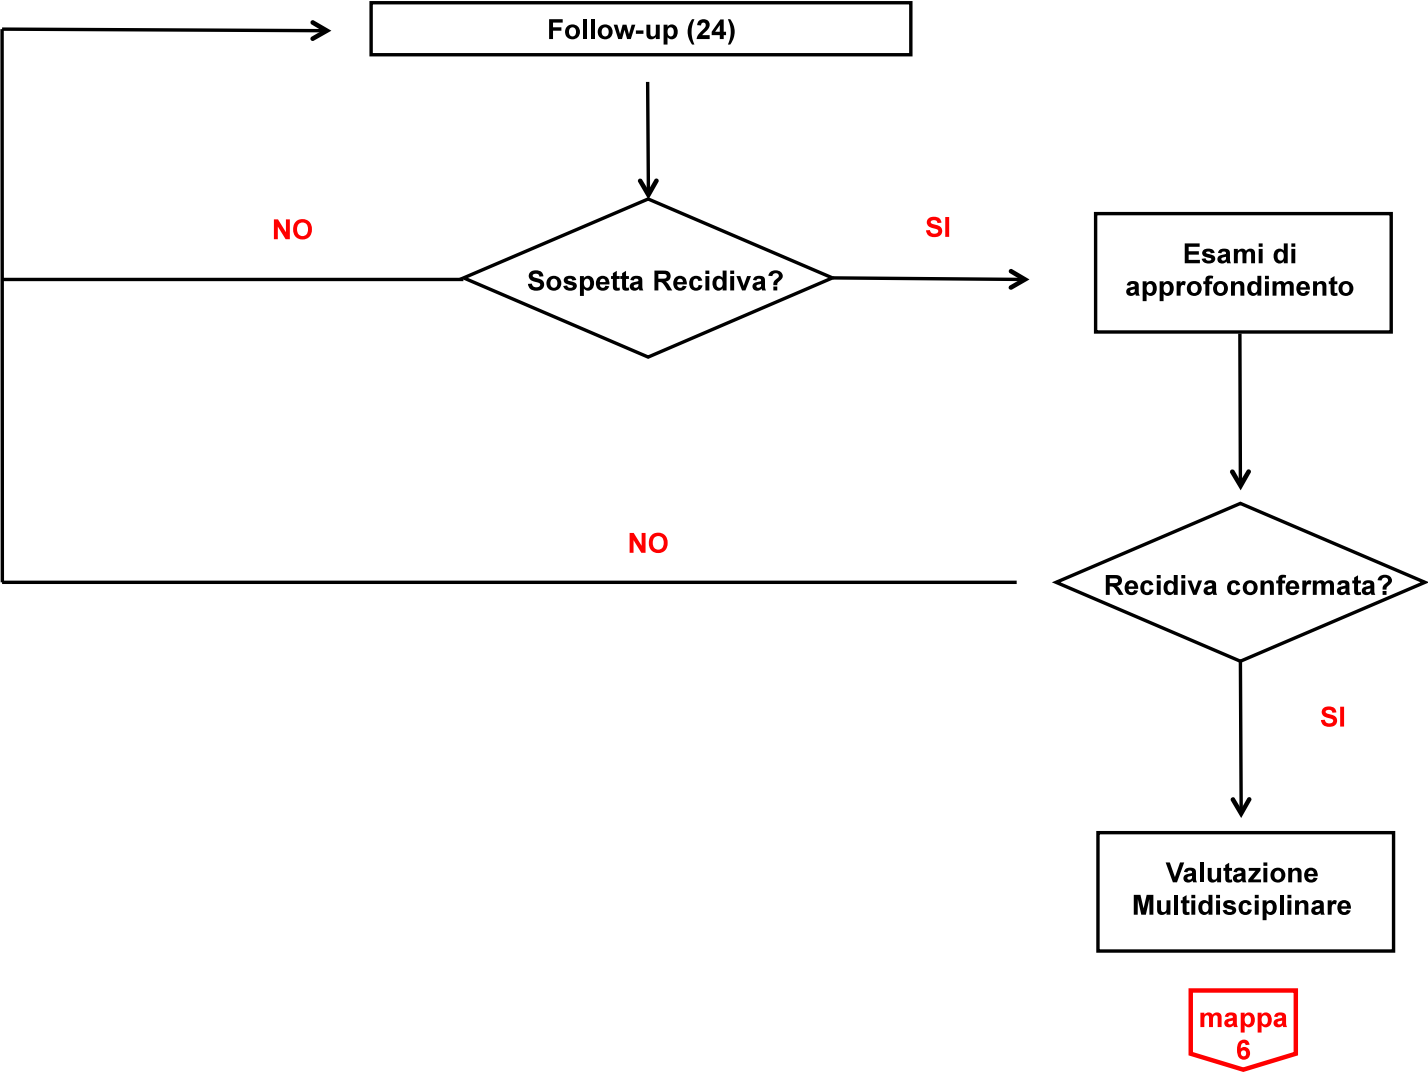 Follow-up (24)
NO
SI
Sospetta Recidiva?
Esami di
approfondimento
NO
Recidiva confermata?
SI
Valutazione
Multidisciplinare
mappa
6